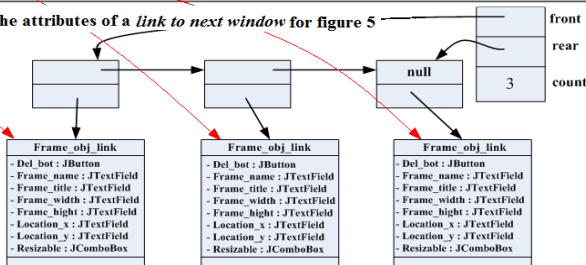 he attributes of a link to next window for figure 5
front
rear
null
3
count
Frame_obj_link
- Del_bot : JButton
- Frame_name : JTextField
- Frame_title : JTextField
- Frame_width : JTextField
- Frame_hight : JTextField
- Location_x : JTextField
- Location_y : JTextField
- Resizable : JComboBox
Frame_obj_link
- Del_bot : JButton
- Frame_name : JTextField
- Frame_title : JTextField
- Frame_width : JTextField
- Frame_hight : JTextField
- Location_x : JTextField
- Location_y : JTextField
- Resizable : JComboBox
Frame_obj_link
- Del_bot : JButton
- Frame_name : JTextField
- Frame_title : JTextField
- Frame_width : JTextField
- Frame_hight : JTextField
- Location_x : JTextField
- Location_y : JTextField
- Resizable : JComboBox